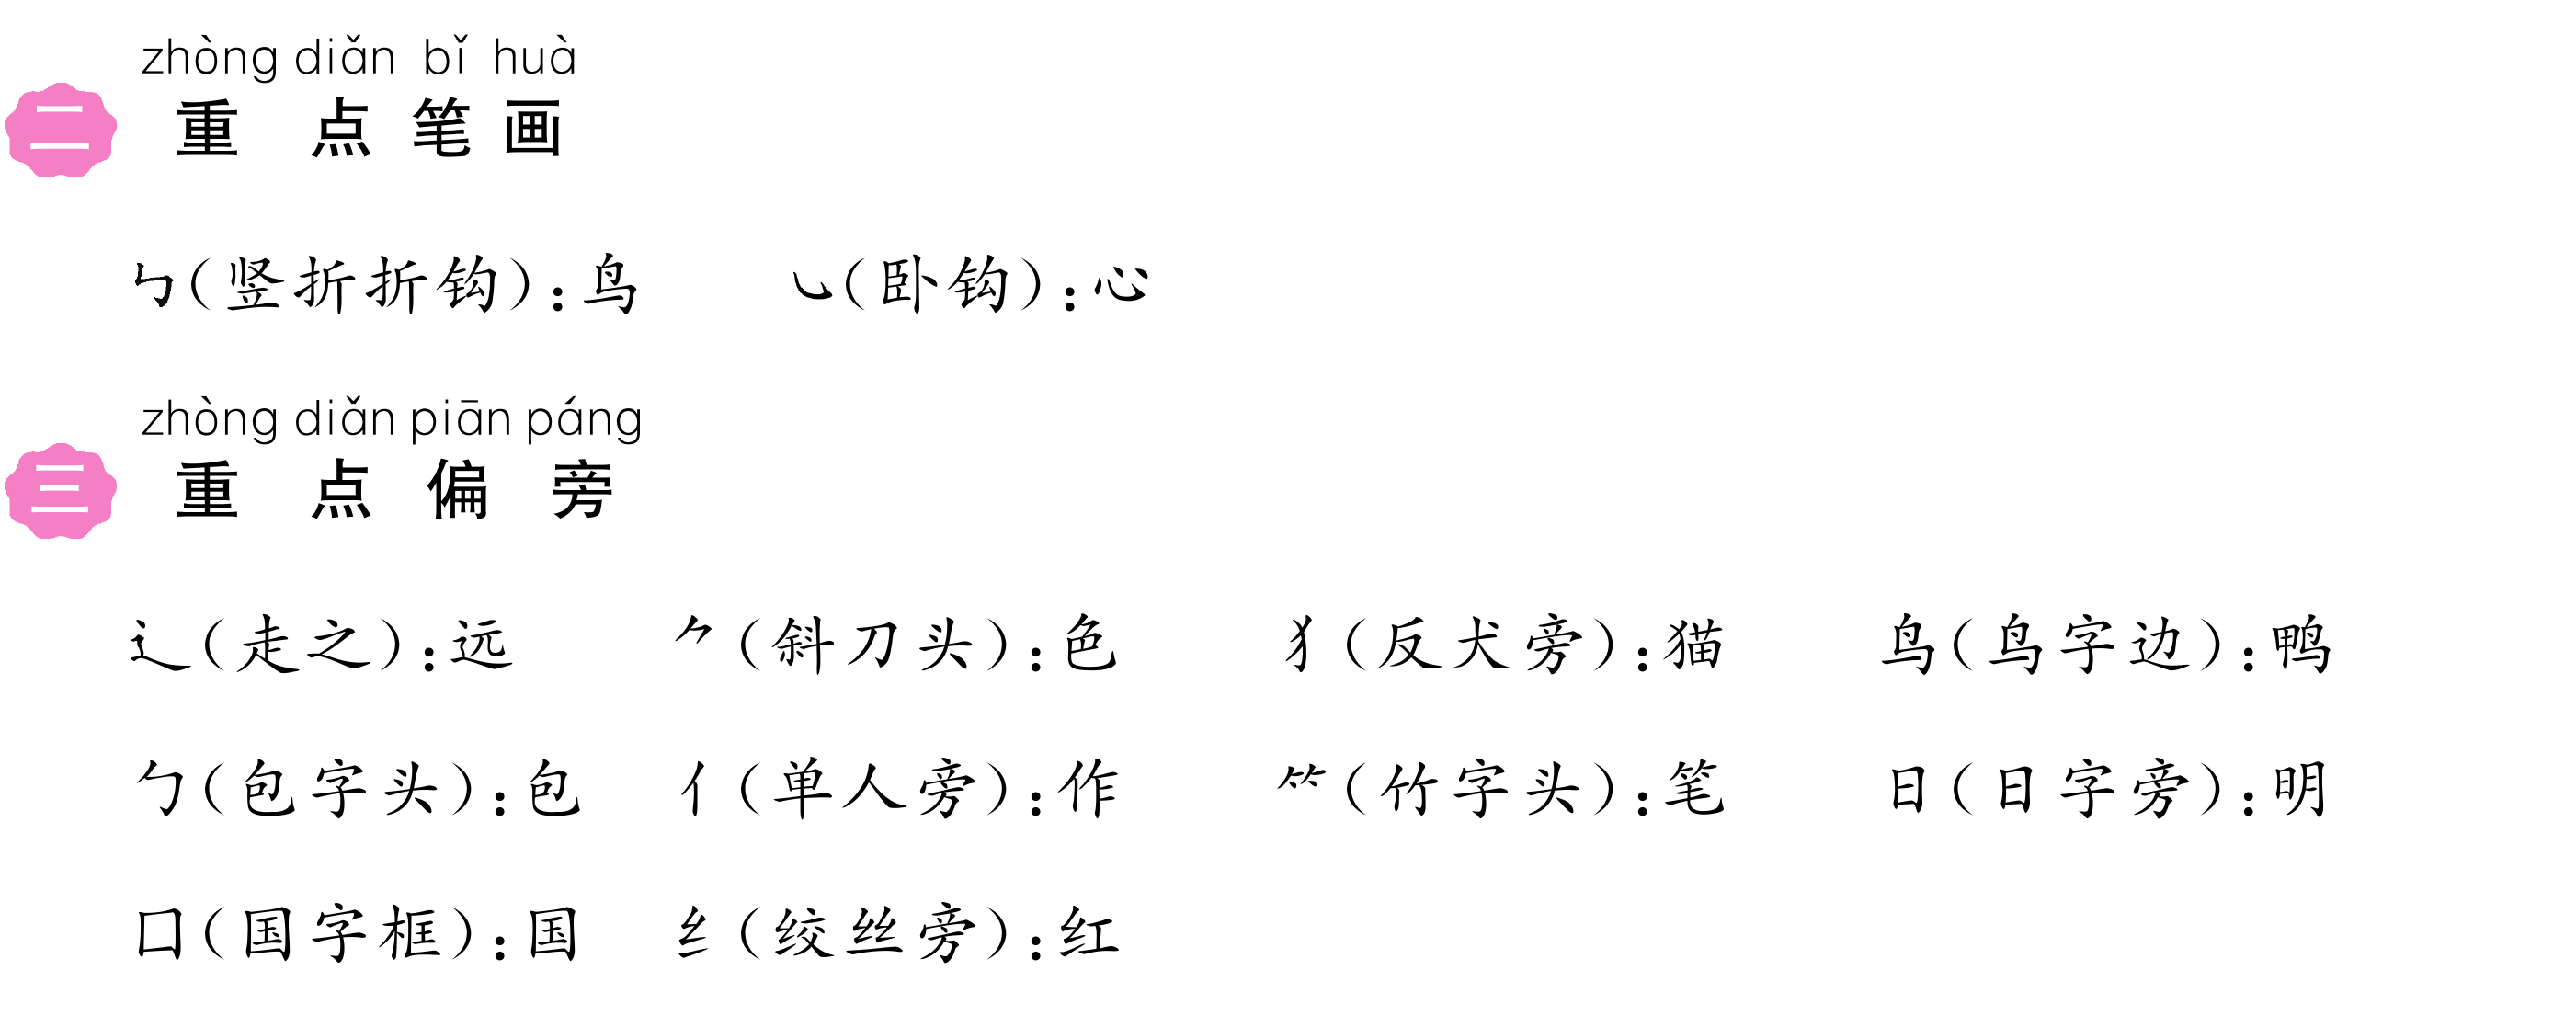 zhòng diǎn bǐ huà
二 重点笔画
㇉(竖折折钩):鸟 ㇃(卧钩):心
zhòng diǎn piān páng
三 重点偏旁
辶(走之):远 ⺈(斜刀头):色 犭(反犬旁):猫 鸟(鸟字边):鸭
勹(包字头):包 亻(单人旁):作 ⺮(竹字头):笔 日(日字旁):明
囗(国字框):国 纟(绞丝旁):红